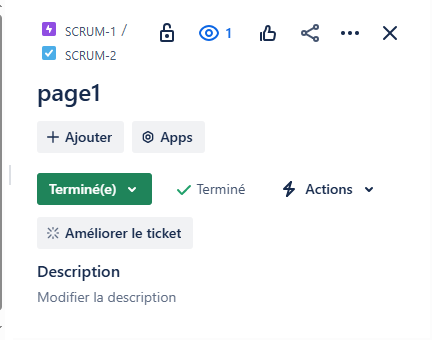 SCRUM-1 /
1
SCRUM-2
page1
Ajouter
Apps
Terminé(e)
Terminé
Actions
Améliorer le ticket
Description
Modifier la description